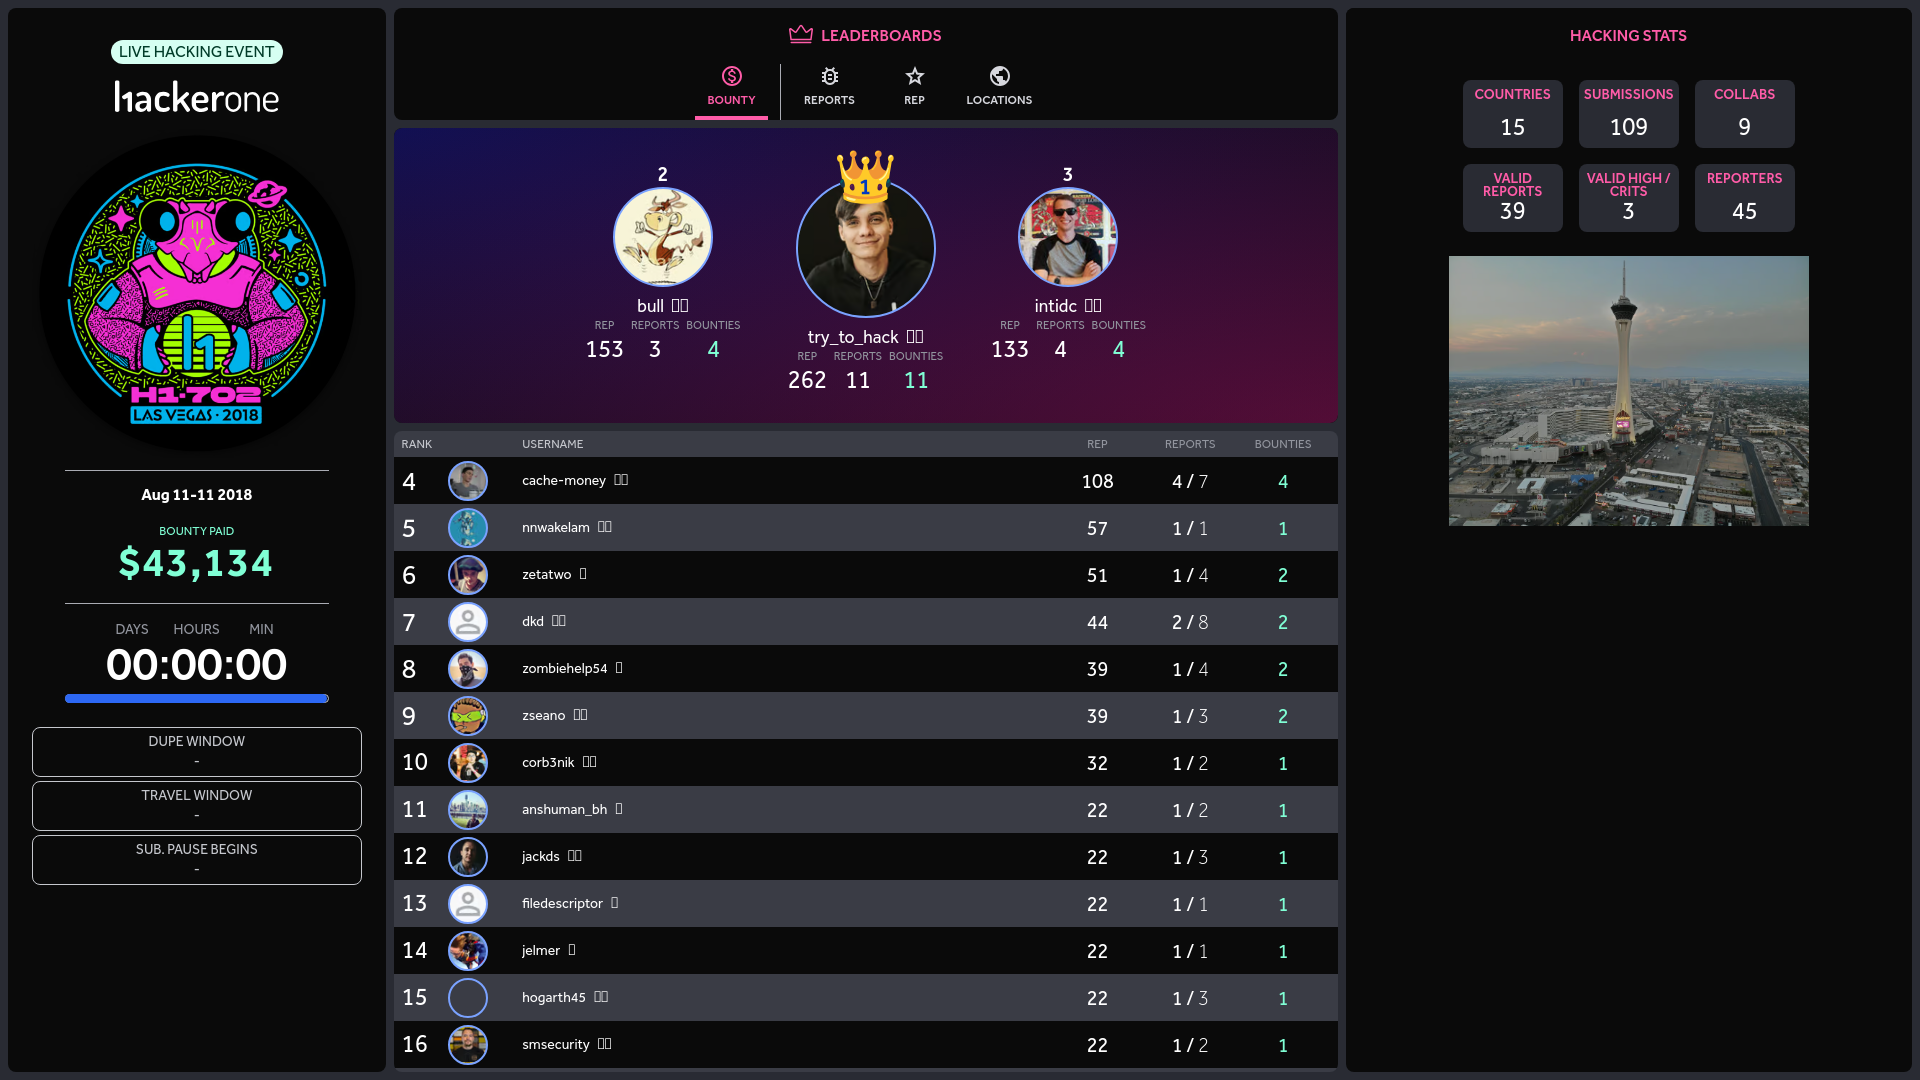 LIVE HACKING EVENT
hackerone
H1-702
LAS VEGAS • 2018
Aug 11-11 2018
BOUNTY PAID
$43,134
DAYS HOURS MIN
00:00:00
DUPE WINDOW
-
TRAVEL WINDOW
-
SUB. PAUSE BEGINS
-
LEADERBOARDS
BOUNTY REPORTS REP LOCATIONS
2
bull
REP REPORTS BOUNTIES
153 3 4
1
try_to_hack
REP REPORTS BOUNTIES
262 11 11
3
intidc
REP REPORTS BOUNTIES
133 4 4
RANK USERNAME REP REPORTS BOUNTIES
4 cache-money 108 4 / 7 4
5 nnwakelam 57 1 / 1 1
6 zetatwo 51 1 / 4 2
7 dkd 44 2 / 8 2
8 zombiehelp54 39 1 / 4 2
9 zseano 39 1 / 3 2
10 corb3nik 32 1 / 2 1
11 anshuman_bh 22 1 / 2 1
12 jackds 22 1 / 3 1
13 filedescriptor 22 1 / 1 1
14 jelmer 22 1 / 1 1
15 hogarth45 22 1 / 3 1
16 smsecurity 22 1 / 2 1
HACKING STATS
COUNTRIES
15
SUBMISSIONS
109
COLLABS
9
VALID
REPORTS
39
VALID HIGH /
CRITS
3
REPORTERS
45